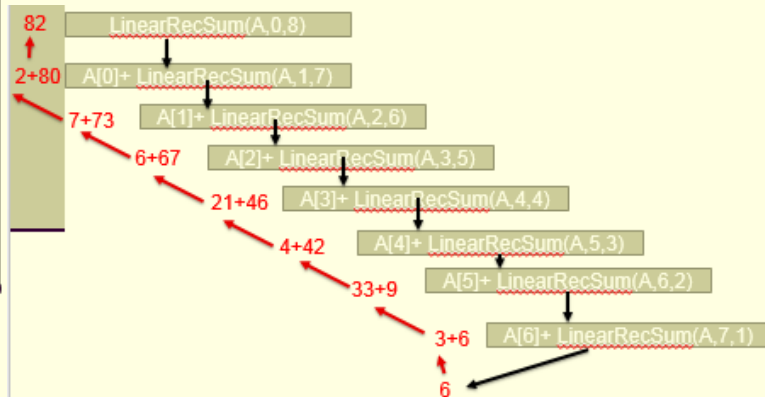 82 LinearRecSum(A,0,8)
2+80 A[0]+ LinearRecSum(A,1,7)
7+73 A[1]+ LinearRecSum(A,2,6)
6+67 A[2]+ LinearRecSum(A,3,5)
21+46 A[3]+ LinearRecSum(A,4,4)
4+42 A[4]+ LinearRecSum(A,5,3)
33+9 A[5]+ LinearRecSum(A,6,2)
3+6 A[6]+ LinearRecSum(A,7,1)
6